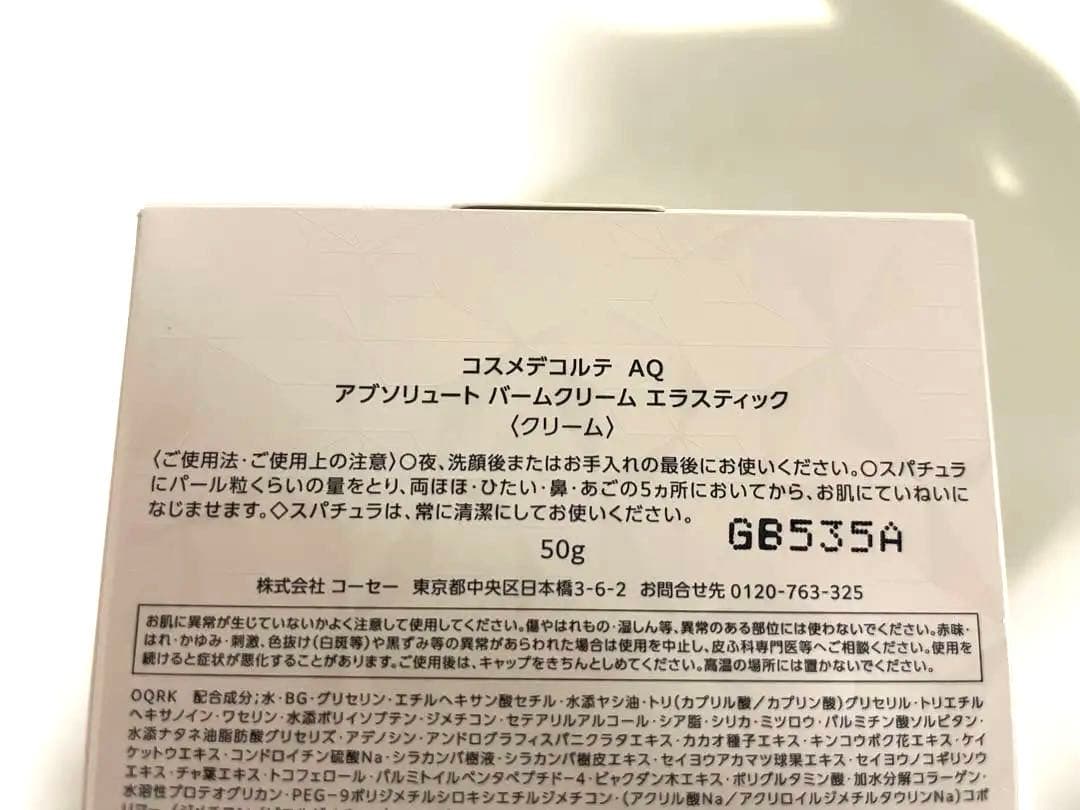 コスメデコルテ AQ
アブソリュート バームクリーム エラスティック
〈クリーム〉
〈ご使用法・ご使用上の注意〉○夜、洗顔後またはお手入れの最後にお使いください。○スパチュラ
にパール粒くらいの量をとり、両ほほ・ひたい・鼻・あごの5ヵ所においてから、お肌にていねいに
なじませます。◇スパチュラは、常に清潔にしてお使いください。
GB535A
50g
株式会社 コーセー 東京都中央区日本橋3-6-2 お問合せ先 0120-763-325
お肌に異常が生じていないかよく注意して使用してください。傷やはれもの・湿しん等、異常のある部位には使わないでください。赤味・
はれ・かゆみ・刺激、色抜け(白斑等)や黒ずみ等の異常があらわれた場合は使用を中止し、皮ふ科専門医等へご相談ください。使用を
続けると症状が悪化することがあります。ご使用後は、キャップをきちんとしめてください。高温の場所には置かないでください。
OQRK 配合成分;水・BG・グリセリン・エチルヘキサン酸セチル・水添ヤシ油・トリ(カプリル酸/カプリン酸)グリセリル・トリエチル
ヘキサノイン・ワセリン・水添ポリイソブテン・ジメチコン・セテアリルアルコール・シア脂・シリカ・ミツロウ・パルミチン酸ソルビタン・
水添ナタネ油脂肪酸グリセリズ・アデノシン・アンドログラフィスパニクラタエキス・カカオ種子エキス・キンコウボク花エキス・ケイ
ケットウエキス・コンドロイチン硫酸Na・シラカンバ樹液・シラカンバ樹皮エキス・セイヨウアカマツ球果エキス・セイヨウノコギリソウ
エキス・チャ葉エキス・トコフェロール・パルミトイルペンタペプチド-4・ビャクダン木エキス・ポリグルタミン酸・加水分解コラーゲン・
水溶性プロテオグリカン・PEG-9ポリジメチルシロキシエチルジメチコン・(アクリル酸Na/アクリロイルジメチルタウリンNa)コポ